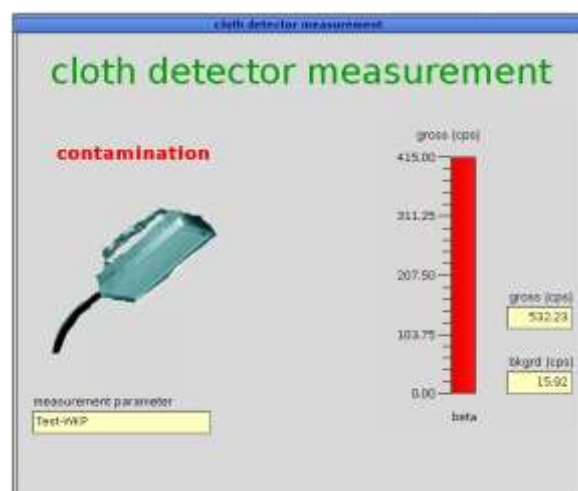 cloth detector measurement
cloth detector measurement
contamination
gross (cps)
415.00
311.25
207.50
103.75
0.00
beta
gross (cps)
532.23
bkgrd (cps)
15.92
measurement parameter
Test-WKP